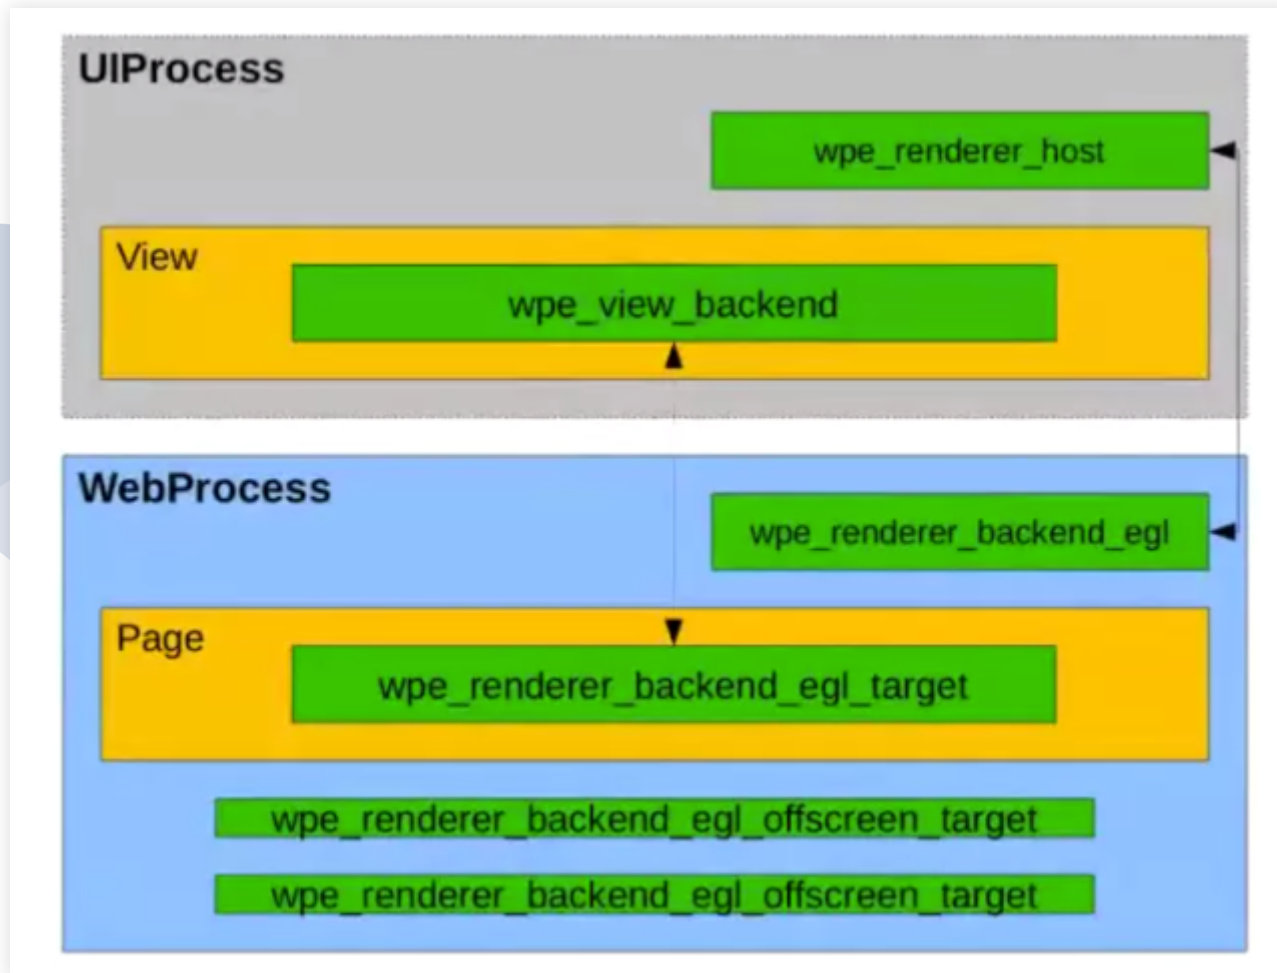 UIProcess
wpe_renderer_host
View
wpe_view_backend
WebProcess
wpe_renderer_backend_egl
Page
wpe_renderer_backend_egl_target
wpe_renderer_backend_egl_offscreen_target
wpe_renderer_backend_egl_offscreen_target